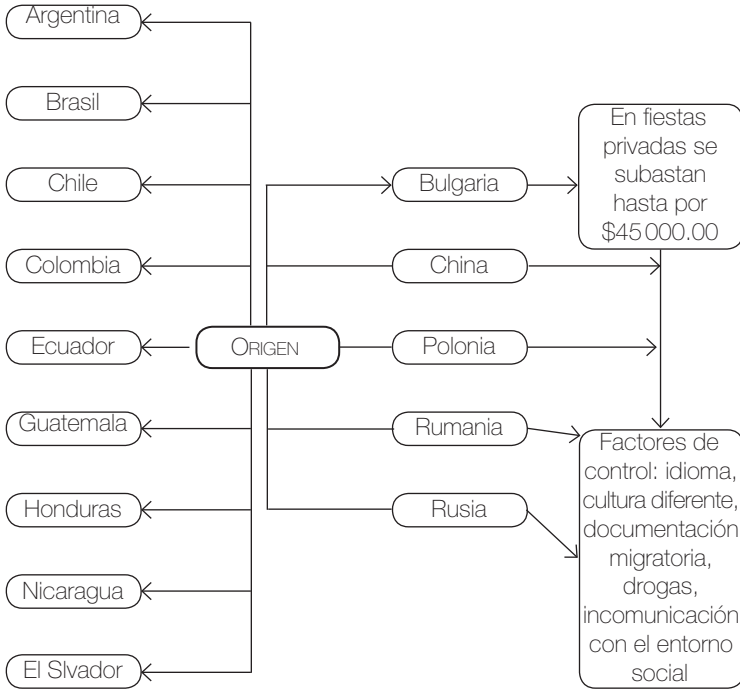 Argentina
Brasil
Chile
Colombia
Ecuador
Guatemala
Honduras
Nicaragua
El Slvador
ORIGEN
Bulgaria
China
Polonia
Rumania
Rusia
En fiestas
privadas se
subastan
hasta por
$45 000.00
Factores de
control: idioma,
cultura diferente,
documentación
migratoria,
drogas,
incomunicación
con el entorno
social